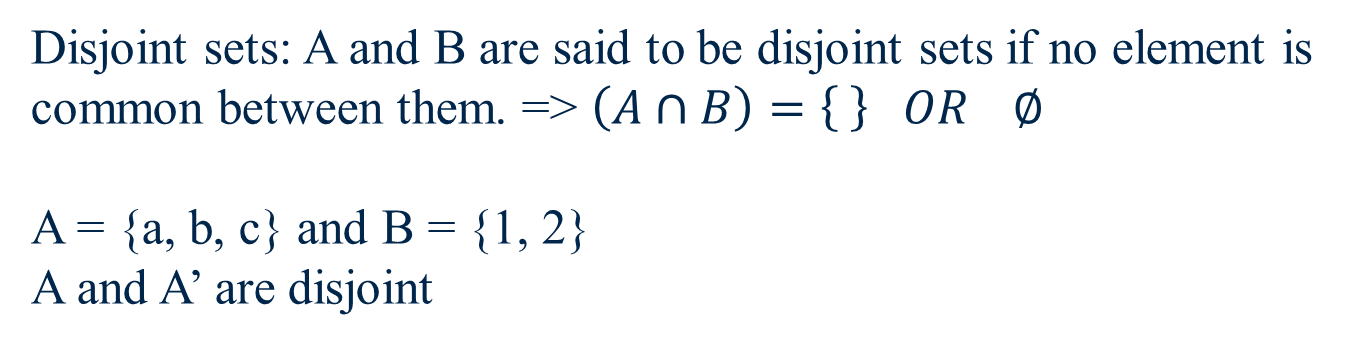 Disjoint sets: A and B are said to be disjoint sets if no element is
common between them. => (A ∩ B) = { } OR ∅
A = {a, b, c} and B = {1, 2}
A and A’ are disjoint